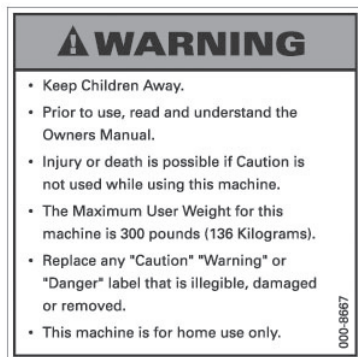 WARNING
• Keep Children Away.
• Prior to use, read and understand the
Owners Manual.
• Injury or death is possible if Caution is
not used while using this machine.
• The Maximum User Weight for this
machine is 300 pounds (136 Kilograms).
• Replace any "Caution" "Warning" or
"Danger" label that is illegible, damaged
or removed.
• This machine is for home use only.
000-8667